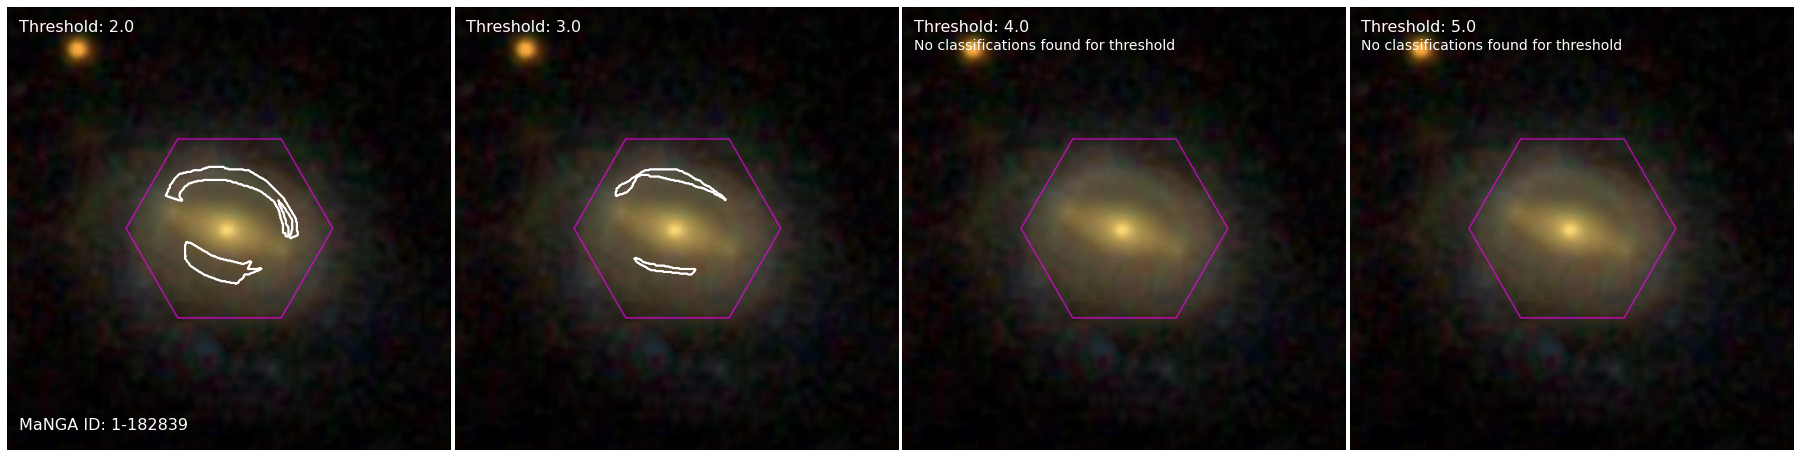 Threshold: 2.0
MaNGA ID: 1-182839
Threshold: 3.0
Threshold: 4.0
No classifications found for threshold
Threshold: 5.0
No classifications found for threshold